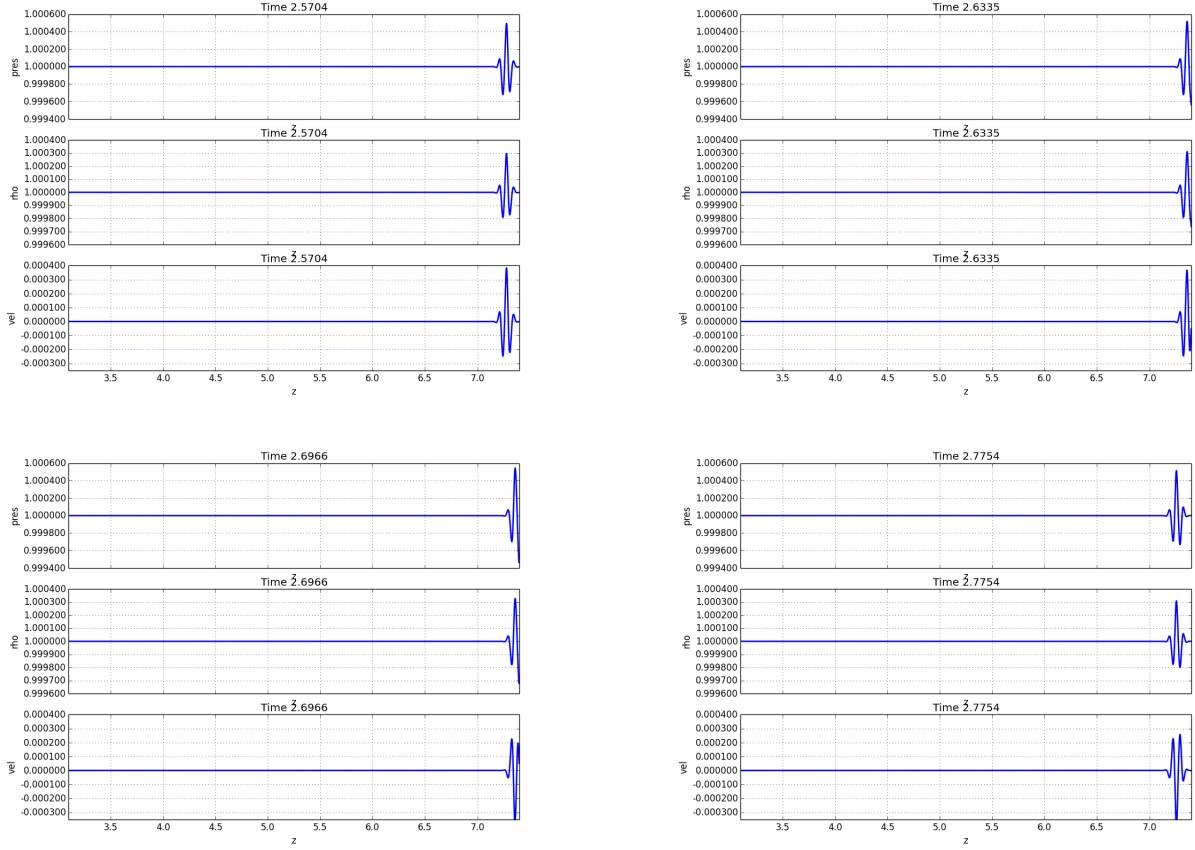 Time 2.5704
pres
1.000600
1.000400
1.000200
1.000000
0.999800
0.999600
0.999400
z
Time 2.5704
rho
1.000400
1.000300
1.000200
1.000100
1.000000
0.999900
0.999800
0.999700
0.999600
z
Time 2.5704
vel
0.000400
0.000300
0.000200
0.000100
0.000000
-0.000100
-0.000200
-0.000300
3.5 4.0 4.5 5.0 5.5 6.0 6.5 7.0
z
Time 2.6335
pres
1.000600
1.000400
1.000200
1.000000
0.999800
0.999600
0.999400
z
Time 2.6335
rho
1.000400
1.000300
1.000200
1.000100
1.000000
0.999900
0.999800
0.999700
0.999600
z
Time 2.6335
vel
0.000400
0.000300
0.000200
0.000100
0.000000
-0.000100
-0.000200
-0.000300
3.5 4.0 4.5 5.0 5.5 6.0 6.5 7.0
z
Time 2.6966
pres
1.000600
1.000400
1.000200
1.000000
0.999800
0.999600
0.999400
z
Time 2.6966
rho
1.000400
1.000300
1.000200
1.000100
1.000000
0.999900
0.999800
0.999700
0.999600
z
Time 2.6966
vel
0.000400
0.000300
0.000200
0.000100
0.000000
-0.000100
-0.000200
-0.000300
3.5 4.0 4.5 5.0 5.5 6.0 6.5 7.0
z
Time 2.7754
pres
1.000600
1.000400
1.000200
1.000000
0.999800
0.999600
0.999400
z
Time 2.7754
rho
1.000400
1.000300
1.000200
1.000100
1.000000
0.999900
0.999800
0.999700
0.999600
z
Time 2.7754
vel
0.000400
0.000300
0.000200
0.000100
0.000000
-0.000100
-0.000200
-0.000300
3.5 4.0 4.5 5.0 5.5 6.0 6.5 7.0
z